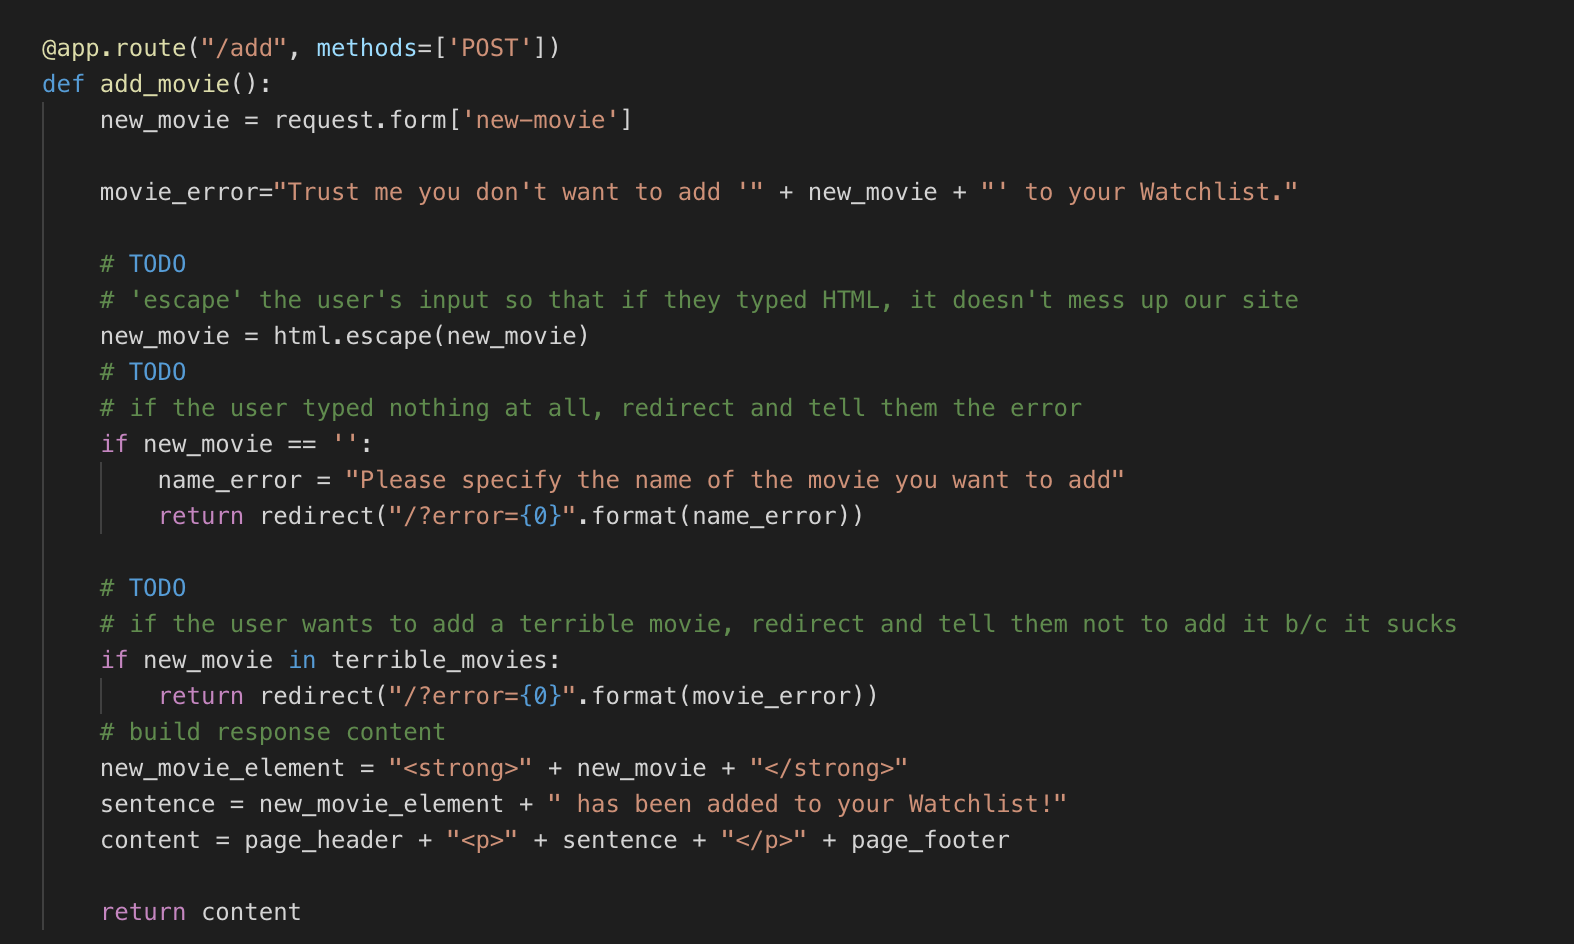 @app.route("/add", methods=['POST'])
def add_movie():
    new_movie = request.form['new-movie']

    movie_error="Trust me you don't want to add '" + new_movie + "' to your Watchlist."

    # TODO
    # 'escape' the user's input so that if they typed HTML, it doesn't mess up our site
    new_movie = html.escape(new_movie)
    # TODO
    # if the user typed nothing at all, redirect and tell them the error
    if new_movie == '':
        name_error = "Please specify the name of the movie you want to add"
        return redirect("/?error={0}".format(name_error))

    # TODO
    # if the user wants to add a terrible movie, redirect and tell them not to add it b/c it sucks
    if new_movie in terrible_movies:
        return redirect("/?error={0}".format(movie_error))
    # build response content
    new_movie_element = "<strong>" + new_movie + "</strong>"
    sentence = new_movie_element + " has been added to your Watchlist!"
    content = page_header + "<p>" + sentence + "</p>" + page_footer

    return content